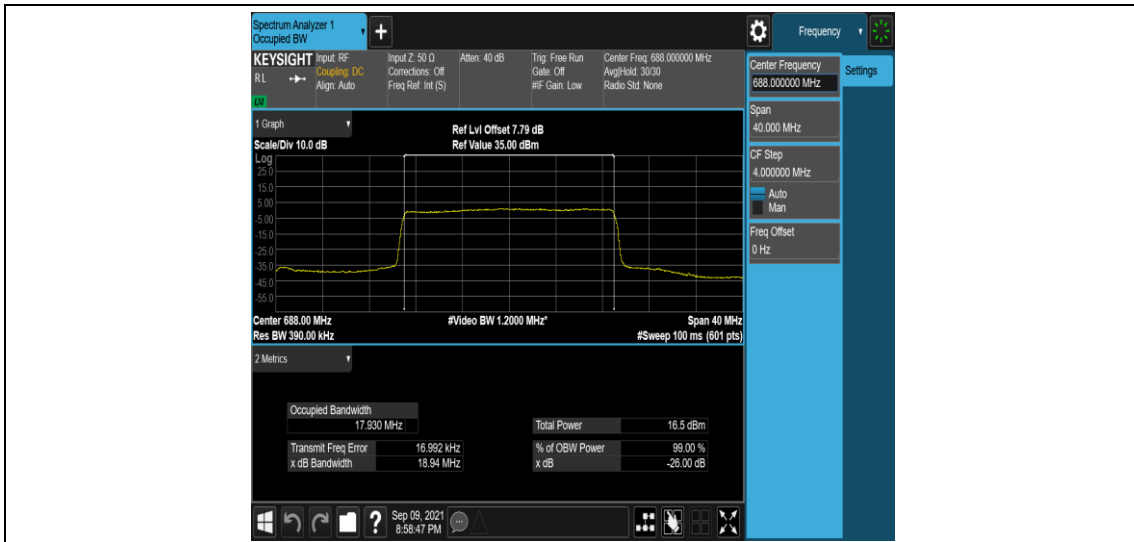 Spectrum Analyzer 1
Occupied BW
+
Frequency
KEYSIGHT
RL
Input: RF
Coupling: DC
Align: Auto
Input Z: 50 Ω
Corrections: Off
Freq Ref: Int (S)
Atten: 40 dB
Trig: Free Run
Gate: Off
#IF Gain: Low
Center Freq: 688.000000 MHz
Avg|Hold: 30/30
Radio Std: None
1 Graph
Scale/Div 10.0 dB
Ref Lvl Offset 7.79 dB
Ref Value 35.00 dBm
Log
25.0
15.0
5.00
-5.00
-15.0
-25.0
-35.0
-45.0
-55.0
Center 688.00 MHz
#Video BW 1.2000 MHz*
Span 40 MHz
Res BW 390.00 kHz
#Sweep 100 ms (601 pts)
2 Metrics
Occupied Bandwidth
17.930 MHz
Total Power 16.5 dBm
Transmit Freq Error 16.992 kHz
% of OBW Power 99.00 %
x dB Bandwidth 18.94 MHz
x dB -26.00 dB
Center Frequency
688.000000 MHz
Settings
Span
40.000 MHz
CF Step
4.000000 MHz
Auto
Man
Freq Offset
0 Hz
?
Sep 09, 2021
8:58:47 PM